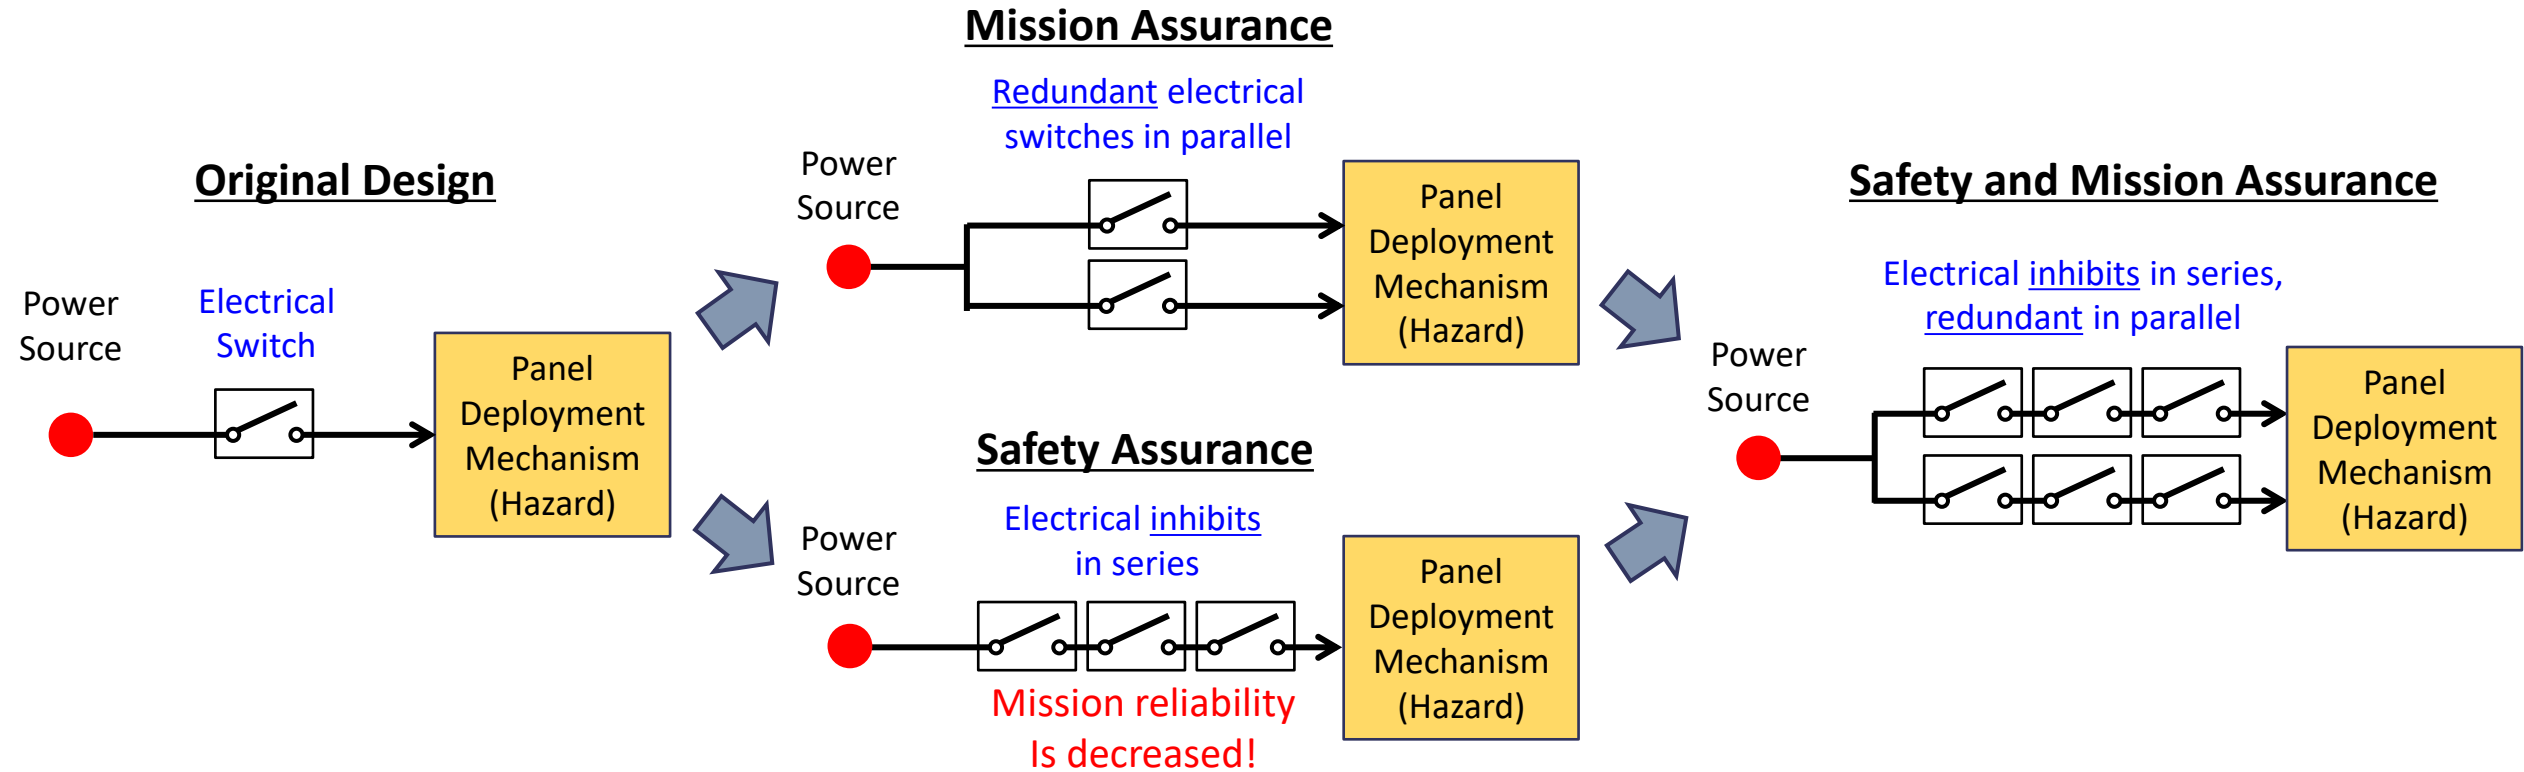 Original Design
Power
Source
Electrical
Switch
Panel
Deployment
Mechanism
(Hazard)
Mission Assurance
Redundant electrical
switches in parallel
Power
Source
Panel
Deployment
Mechanism
(Hazard)
Safety Assurance
Electrical inhibits
in series
Power
Source
Mission reliability
Is decreased!
Panel
Deployment
Mechanism
(Hazard)
Safety and Mission Assurance
Electrical inhibits in series,
redundant in parallel
Power
Source
Panel
Deployment
Mechanism
(Hazard)